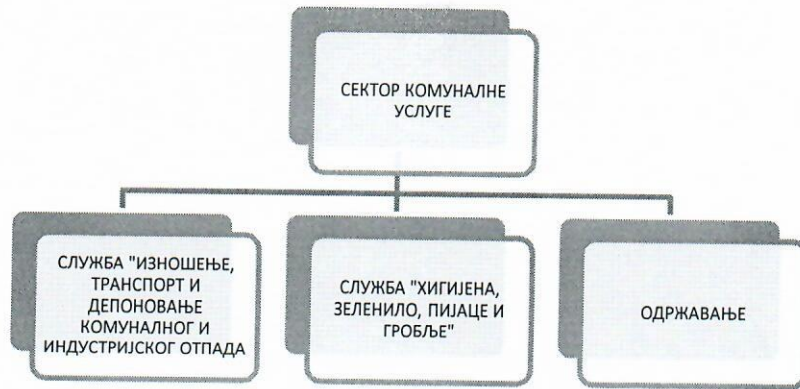 СЕКТОР КОМУНАЛНЕ
УСЛУГЕ
СЛУЖБА "ИЗНОШЕЊЕ,
ТРАНСПОРТ И
ДЕПОНОВАЊЕ
КОМУНАЛНОГ И
ИНДУСТРИЈСКОГ ОТПАДА
СЛУЖБА "ХИГИЈЕНА,
ЗЕЛЕНИЛО, ПИЈАЦЕ И
ГРОБЉЕ"
ОДРЖАВАЊЕ